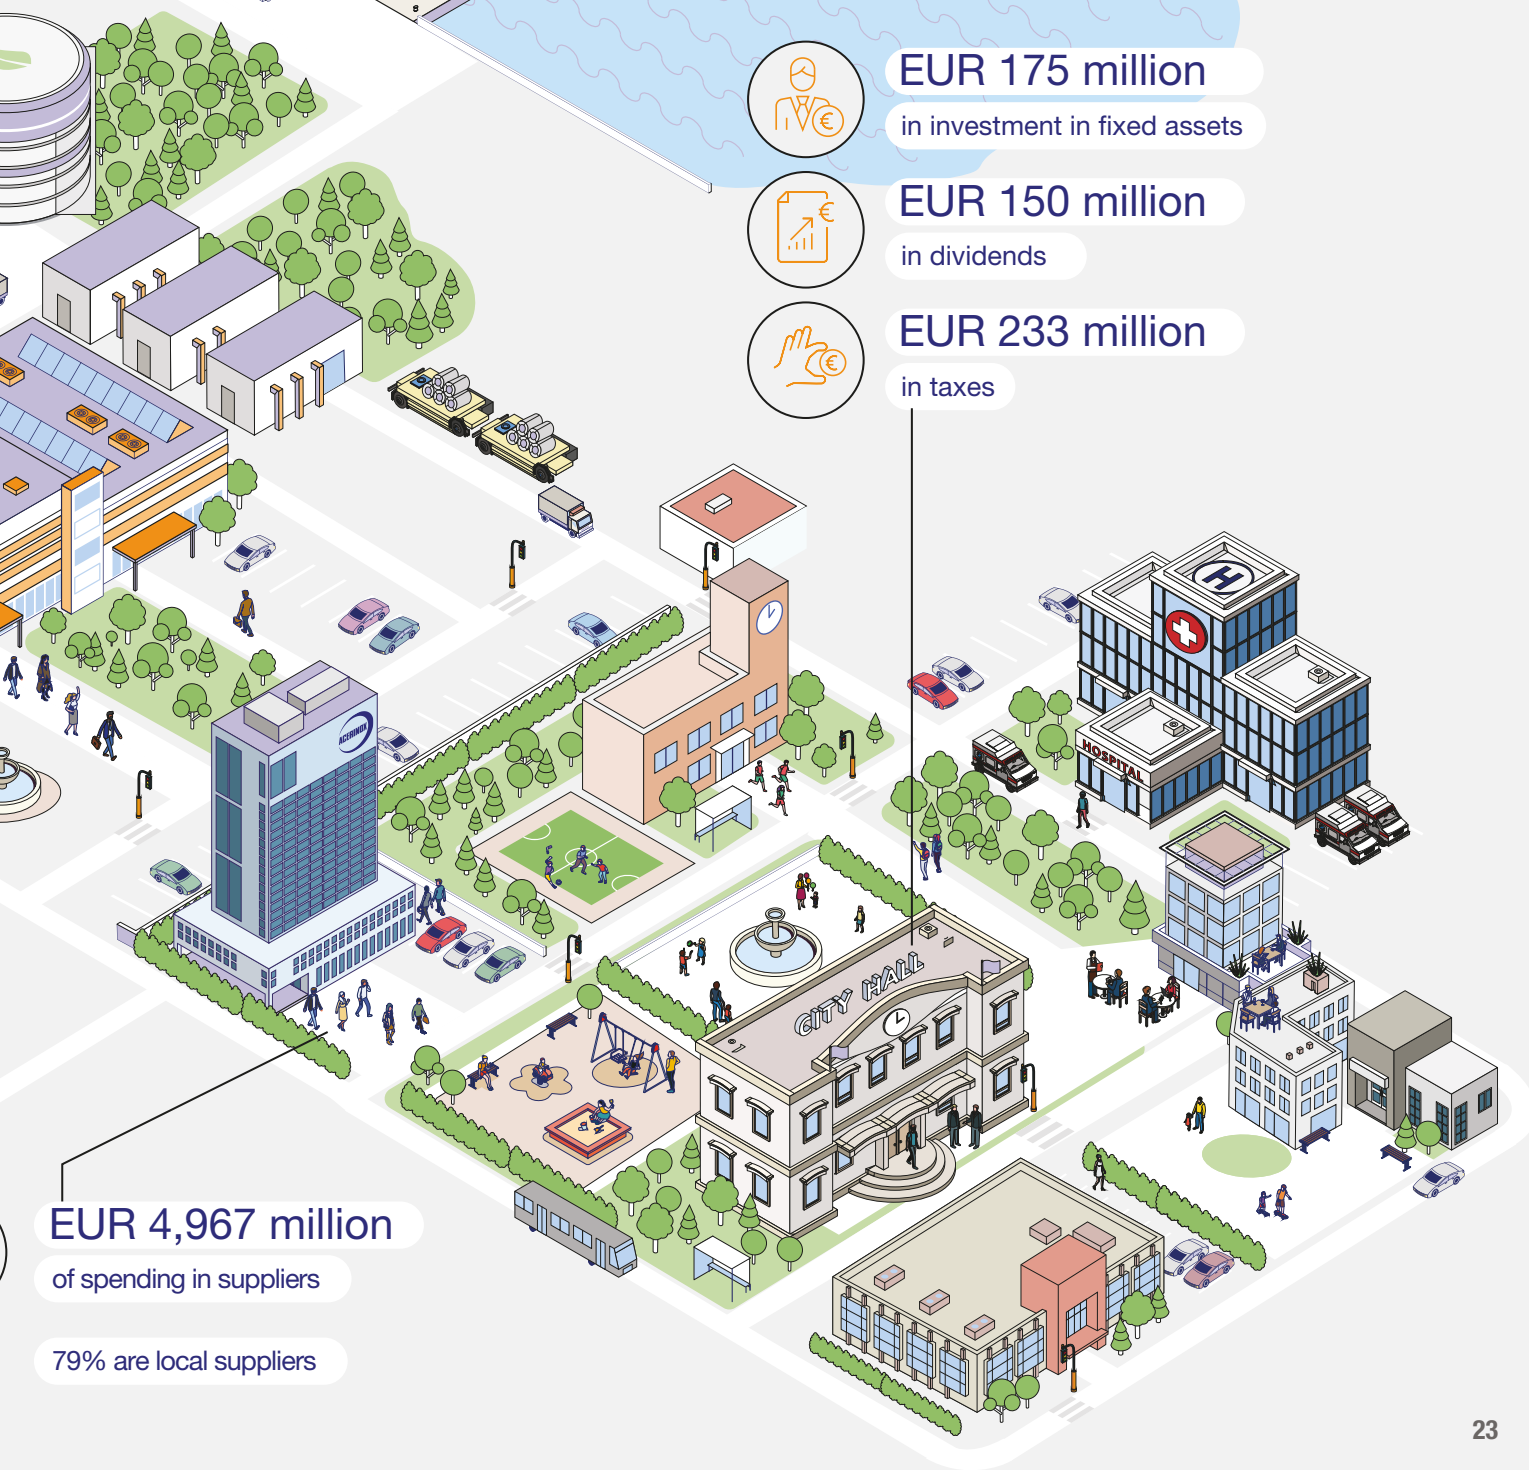 EUR 175 million
in investment in fixed assets
EUR 150 million
in dividends
EUR 233 million
in taxes
H
ACERINOX
HOSPITAL
CITY HALL
EUR 4,967 million
of spending in suppliers
79% are local suppliers
23